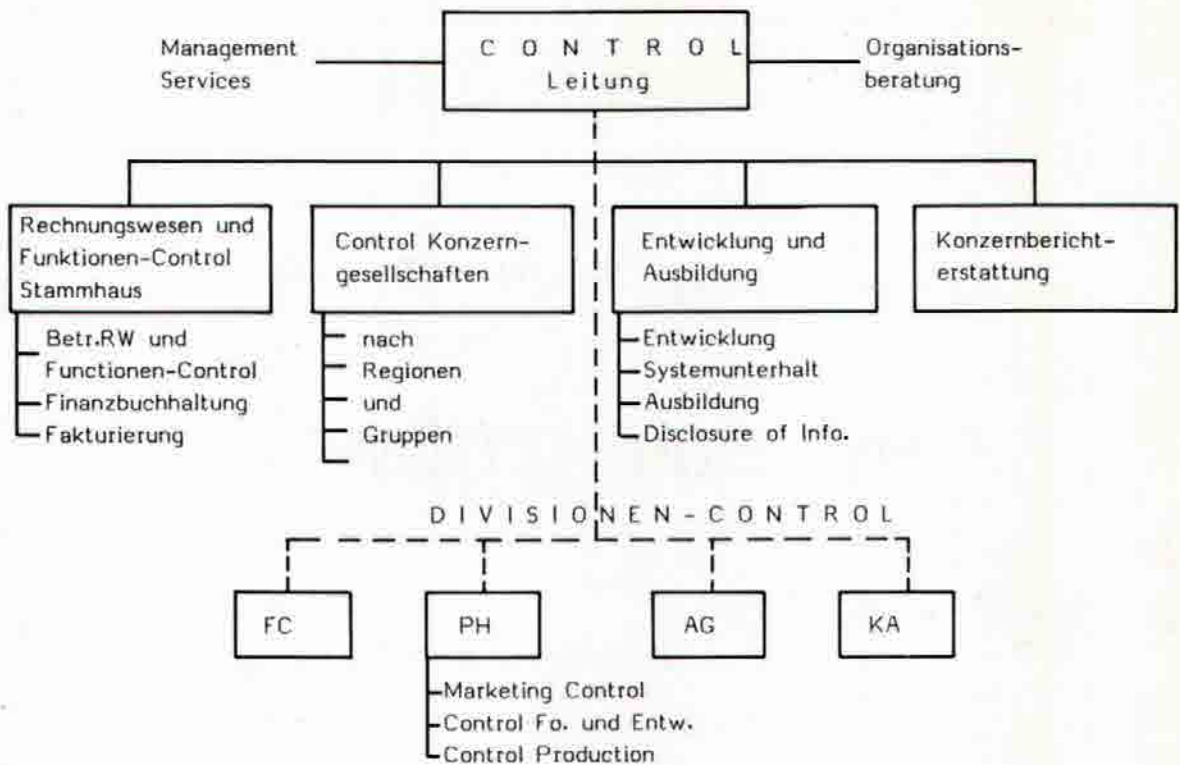 Management
Services
C O N T R O L
Leitung
Organisations-
beratung
Rechnungswesen und
Funktionen-Control
Stammhaus
Betr.RW und
Functionen-Control
Finanzbuchhaltung
Fakturierung
Control Konzern-
gesellschaften
nach
Regionen
und
Gruppen
Entwicklung und
Ausbildung
Entwicklung
Systemunterhalt
Ausbildung
Disclosure of Info.
Konzernbericht-
erstattung
D I V I S I O N E N - C O N T R O L
FC
PH
AG
KA
Marketing Control
Control Fo. und Entw.
Control Production